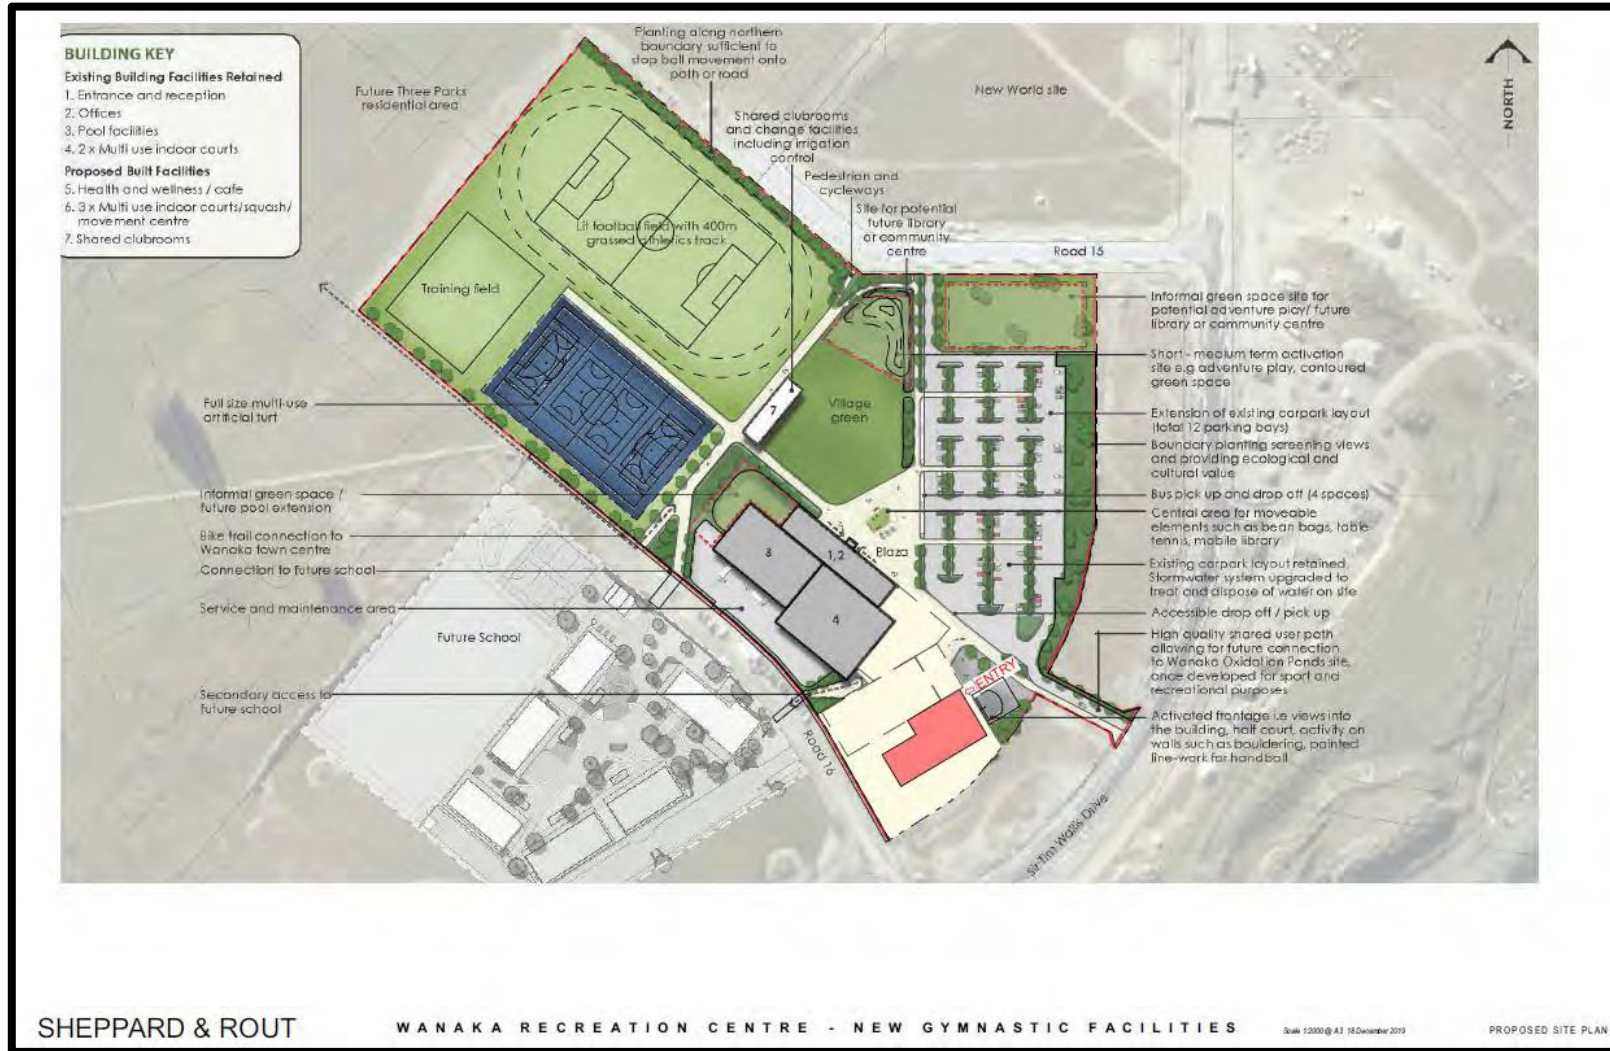 BUILDING KEY
Existing Building Facilities Retained
1. Entrance and reception
2. Offices
3. Pool facilities
4. 2 x Multi use indoor courts
Proposed Built Facilities
5. Health and wellness / cafe
6. 3 x Multi use indoor courts/squash/
movement centre
7. Shared clubrooms
Future Three Parks
residential area
Planting along northern
boundary sufficient to
stop ball movement onto
path or road
New World site
NORTH
Shared clubrooms
and change facilities
including irrigation
control
Pedestrian and
cycleways
Site for potential
future library
or community
centre
Road 15
Lit football field with 400m
grassed athletics track
Training field
Full size multi-use
artificial turf
7
Village
green
Informal green space /
future pool extension
Bike trail connection to
Wanaka town centre
Connection to future school
Service and maintenance area
Future School
Secondary access to
future school
3
1,2
4
Plaza
ENTRY
Road 16
Sir Tim Wallis Drive
Informal green space site for
potential adventure play/ future
library or community centre
Short - medium term activation
site e.g adventure play, contoured
green space
Extension of existing carpark layout
(total 12 parking bays)
Boundary planting screening views
and providing ecological and
cultural value
Bus pick up and drop off (4 spaces)
Central area for moveable
elements such as bean bags, table
tennis, mobile library
Existing carpark layout retained.
Stormwater system upgraded to
treat and dispose of water on site
Accessible drop off / pick up
High quality shared user path
allowing for future connection
to Wanaka Oxidation Ponds site,
once developed for sport and
recreational purposes
Activated frontage i.e views into
the building, half court, activity on
walls such as bouldering, painted
line-work for handball
SHEPPARD & ROUT
WANAKA RECREATION CENTRE - NEW GYMNASTIC FACILITIES
Scale 1:2000 @ A3 18 December 2019
PROPOSED SITE PLAN